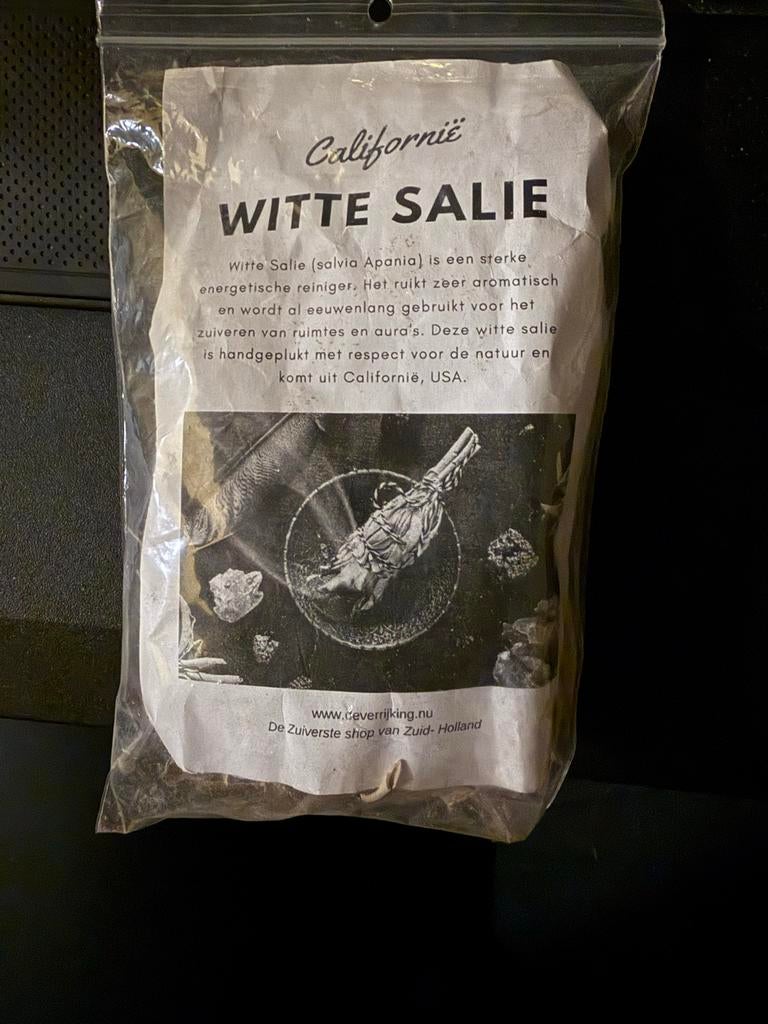 Californië
WITTE SALIE
Witte Salie (salvia Apania) is een sterke
energetische reiniger. Het ruikt zeer aromatisch
en wordt al eeuwenlang gebruikt voor het
zuiveren van ruimtes en aura's. Deze witte salie
is handgeplukt met respect voor de natuur en
komt uit Californië, USA.
www.deverrijking.nu
De Zuiverste shop van Zuid- Holland